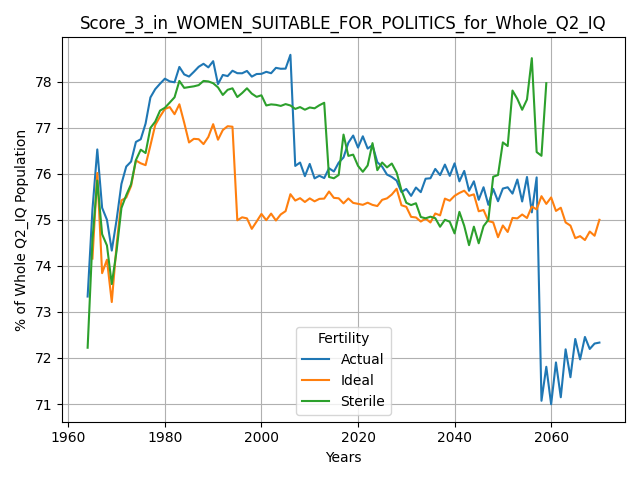 Score_3_in_WOMEN_SUITABLE_FOR_POLITICS_for_Whole_Q2_IQ
% of Whole Q2_IQ Population
78
77
76
75
74
73
72
71
1960
1980
2000
2020
2040
2060
Years
Fertility
Actual
Ideal
Sterile